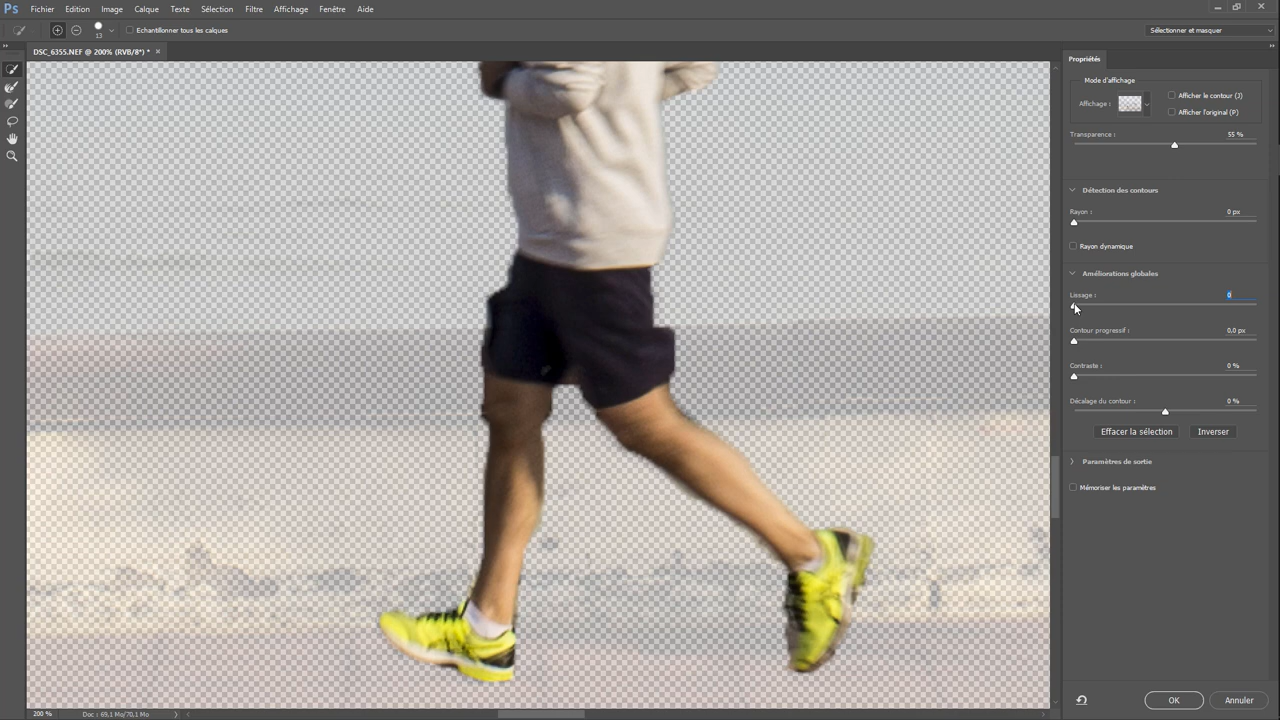 Ps Fichier Edition Image Calque Texte Sélection Filtre Affichage Fenêtre Aide
13 Echantillonner tous les calques Sélectionner et masquer
DSC_6355.NEF @ 200% (RVB/8*) * ×
Propriétés
Mode d'affichage
Affichage : Afficher le contour (J)
Afficher l'original (P)
Transparence : 55 %
Détection des contours
Rayon : 0 px
Rayon dynamique
Améliorations globales
Lissage : 0
Contour progressif : 0,0 px
Contraste : 0 %
Décalage du contour : 0 %
Effacer la sélection Inverser
Paramètres de sortie
Mémoriser les paramètres
OK Annuler
200 % Doc : 69,1 Mo/70,1 Mo